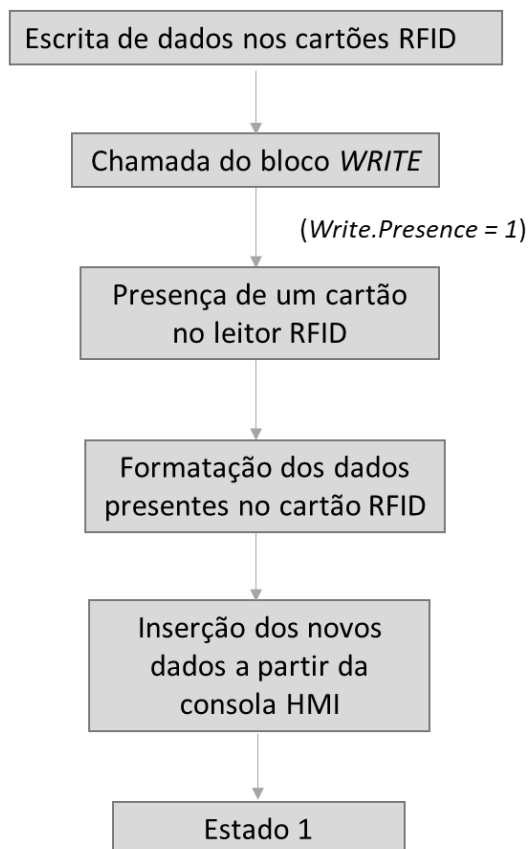 Escrita de dados nos cartões RFID
Chamada do bloco WRITE
(Write.Presence = 1)
Presença de um cartão
no leitor RFID
Formatação dos dados
presentes no cartão RFID
Inserção dos novos
dados a partir da
consola HMI
Estado 1